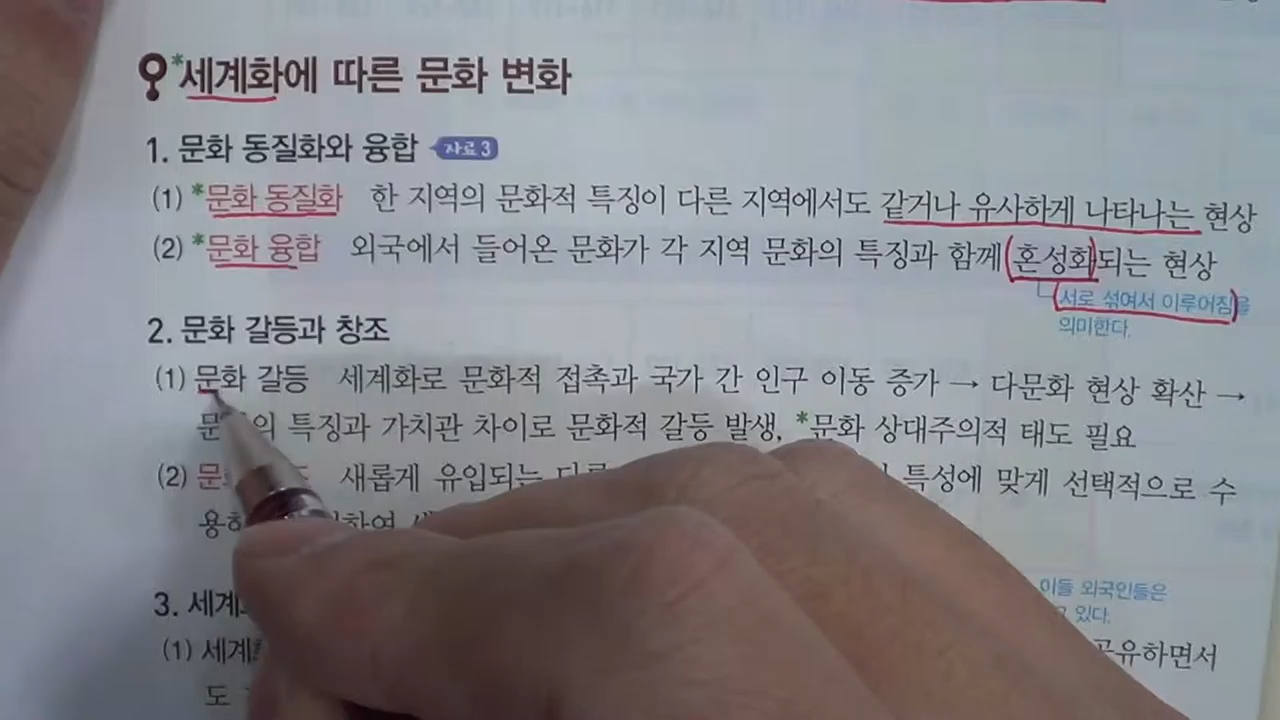 *세계화에 따른 문화 변화
1. 문화 동질화와 융합 자료3
(1) *문화 동질화 한 지역의 문화적 특징이 다른 지역에서도 같거나 유사하게 나타나는 현상
(2) *문화 융합 외국에서 들어온 문화가 각 지역 문화의 특징과 함께 혼성화되는 현상
서로 섞여서 이루어짐을
의미한다.
2. 문화 갈등과 창조
(1) 문화 갈등 세계화로 문화적 접촉과 국가 간 인구 이동 증가 → 다문화 현상 확산 →
특징과 가치관 차이로 문화적 갈등 발생, *문화 상대주의적 태도 필요
(2) 새롭게 유입되는 특성에 맞게 선택적으로 수
이들 외국인들은
있다.
3.
(1) 공유하면서
도